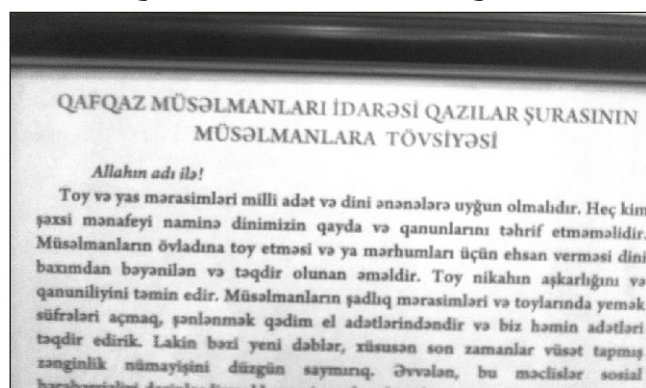 QAFQAZ MÜSƏLMANLARI İDARƏSİ QAZILAR ŞURASININ
MÜSƏLMANLARA TÖVSİYƏSİ
Allahın adı ilə!
Toy və yas mərasimləri milli adət və dini ənənələrə uyğun olmalıdır. Heç kim
şəxsi mənafeyi naminə dinimizin qayda və qanunlarını təhrif etməməlidir.
Müsəlmanların övladına toy etməsi və ya mərhumları üçün ehsan verməsi dini
baxımdan bəyənilən və təqdir olunan əməldir. Toy nikahın aşkarlığını və
qanuniliyini təmin edir. Müsəlmanların şadlıq mərasimləri və toylarında yemək
süfrələri açmaq, şənlənmək qədim el adətlərindəndir və biz həmin adətləri
təqdir edirik. Lakin bəzi yeni dəblər, xüsusən son zamanlar vüsət tapmış
zənginlik nümayişini düzgün saymırıq. Əvvələn, bu məclislər sosial